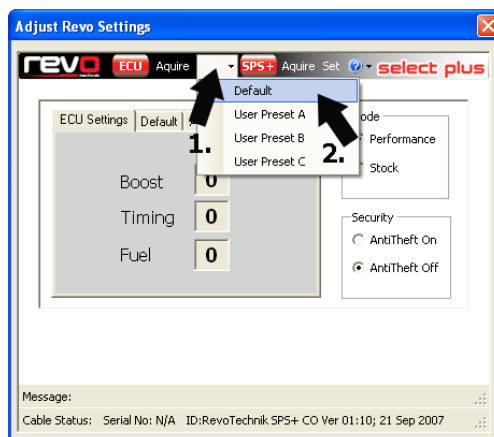 Adjust Revo Settings
revo ECU Aquire SPS+ Aquire Set ? select plus
Default
User Preset A
User Preset B
User Preset C
1.
2.
ECU Settings Default
Boost 0
Timing 0
Fuel 0
Performance
Stock
Security
AntiTheft On
AntiTheft Off
Message:
Cable Status: Serial No: N/A ID:RevoTechnik SPS+ CO Ver 01:10; 21 Sep 2007